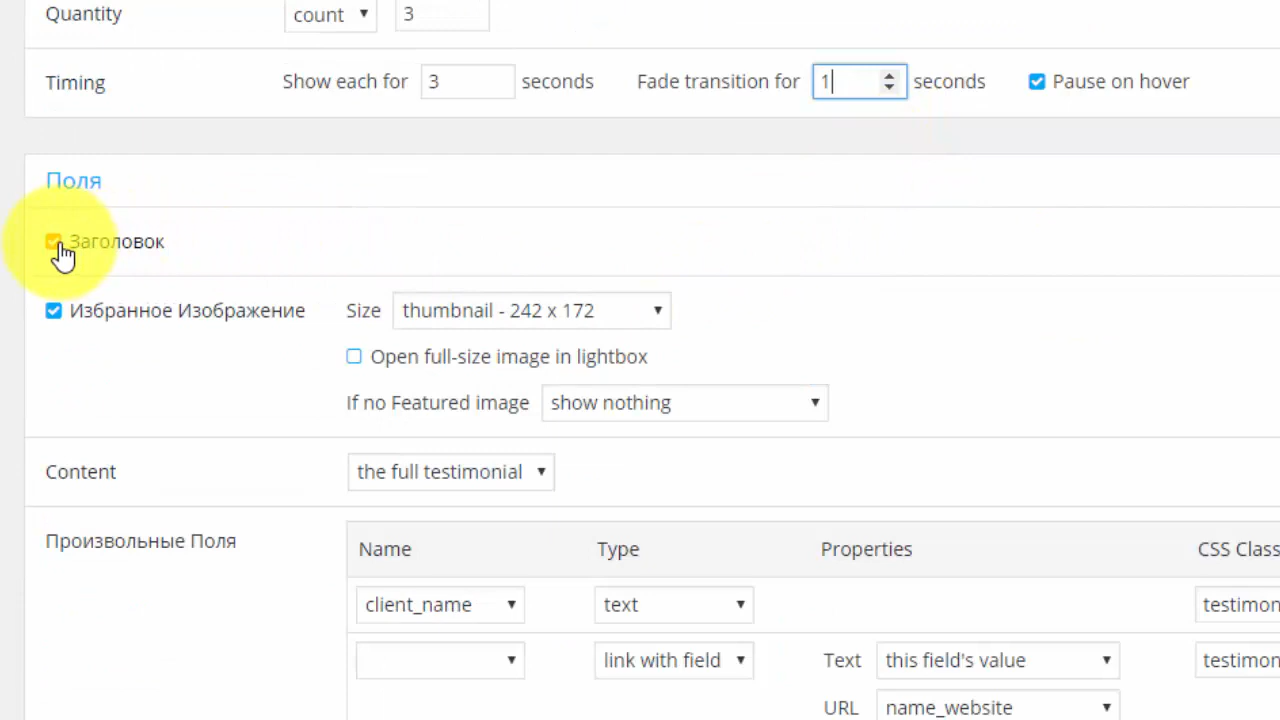 Quantity count 3
Timing Show each for 3 seconds Fade transition for 1 seconds Pause on hover
Поля
Заголовок
Избранное Изображение Size thumbnail - 242 x 172
Open full-size image in lightbox
If no Featured image show nothing
Content the full testimonial
Произвольные Поля
Name Type Properties CSS Class
client_name text testimon
link with field Text this field's value testimon
URL name_website